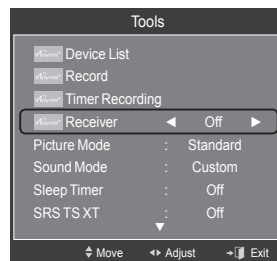 Tools
Device List
Record
Timer Recording
Receiver ◄ Off ►
Picture Mode : Standard
Sound Mode : Custom
Sleep Timer : Off
SRS TS XT : Off
▼
Move Adjust Exit